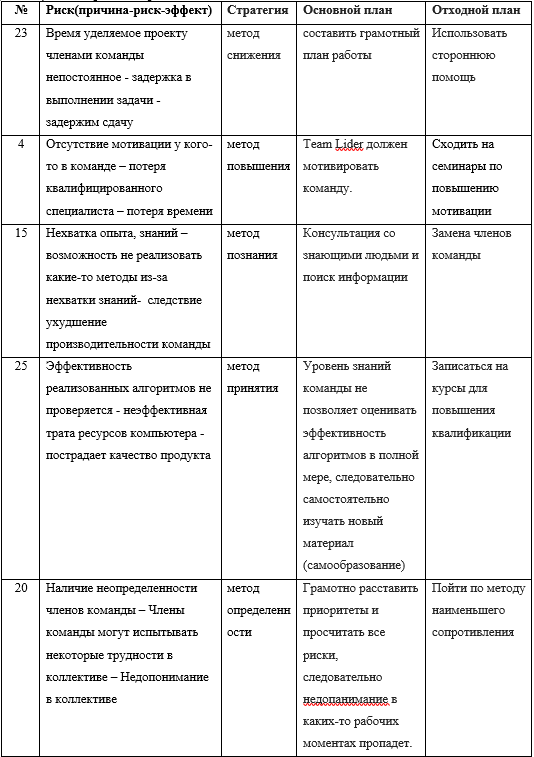 № Риск(причина-риск-эффект) Стратегия Основной план Отходной план
23 Время уделяемое проекту метод составить грамотный Использовать
членами команды снижения план работы стороннюю
непостоянное - задержка в помощь
выполнении задачи -
задержим сдачу
4 Отсутствие мотивации у кого- метод Team Lider должен Сходить на
то в команде – потеря повышения мотивировать семинары по
квалифицированного команду. повышению
специалиста – потеря времени мотивации
15 Нехватка опыта, знаний – метод Консультация со Замена членов
возможность не реализовать познания знающими людьми и команды
какие-то методы из-за поиск информации
нехватки знаний- следствие
ухудшение
производительности команды
25 Эффективность метод Уровень знаний Записаться на
реализованных алгоритмов не принятия команды не курсы для
проверяется - неэффективная позволяет оценивать повышения
трата ресурсов компьютера - эффективность квалификации
пострадает качество продукта алгоритмов в полной
мере, следовательно
самостоятельно
изучать новый
материал
(самообразование)
20 Наличие неопределенности метод Грамотно расставить Пойти по методу
членов команды – Члены определенн приоритеты и наименьшего
команды могут испытывать ости просчитать все сопротивления
некоторые трудности в риски,
коллективе – Недопонимание следовательно
в коллективе недопанимание в
каких-то рабочих
моментах пропадет.